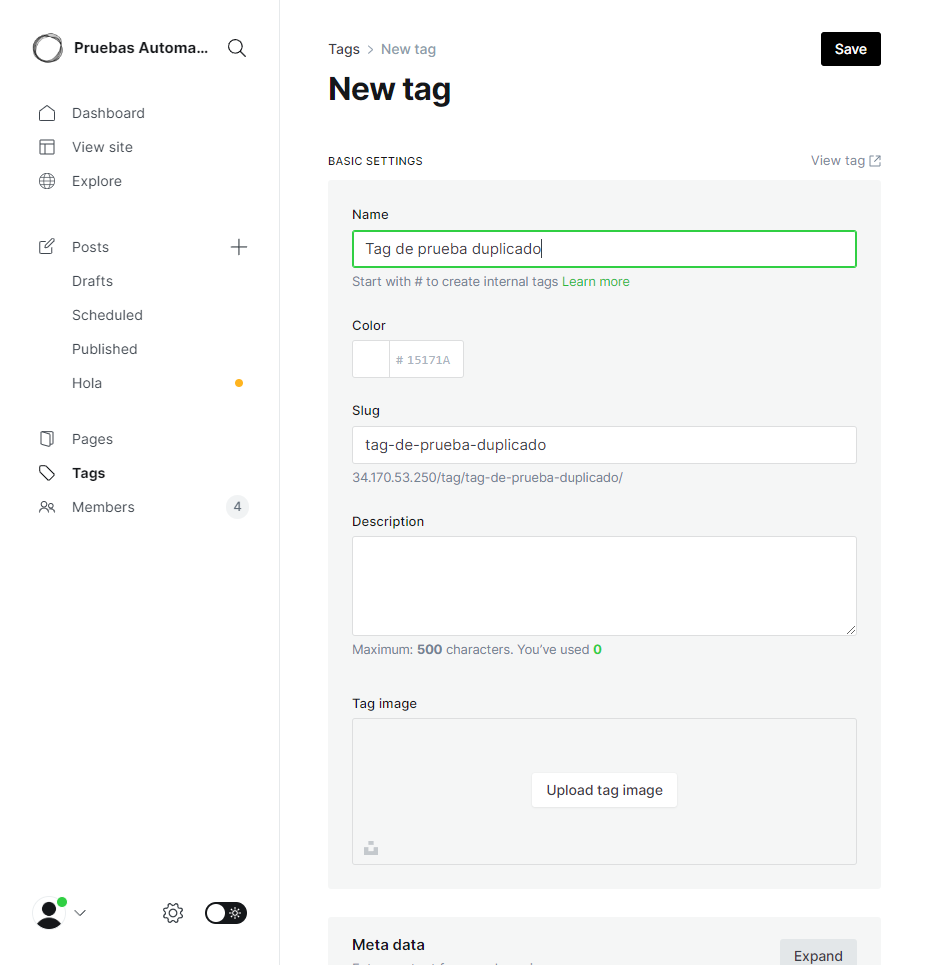 Pruebas Automa...
Dashboard
View site
Explore
Posts
Drafts
Scheduled
Published
Hola
Pages
Tags
Members 4
Tags > New tag
Save
New tag
BASIC SETTINGS
View tag
Name
Tag de prueba duplicado
Start with # to create internal tags Learn more
Color
# 15171A
Slug
tag-de-prueba-duplicado
34.170.53.250/tag/tag-de-prueba-duplicado/
Description
Maximum: 500 characters. You’ve used 0
Tag image
Upload tag image
Meta data
Expand